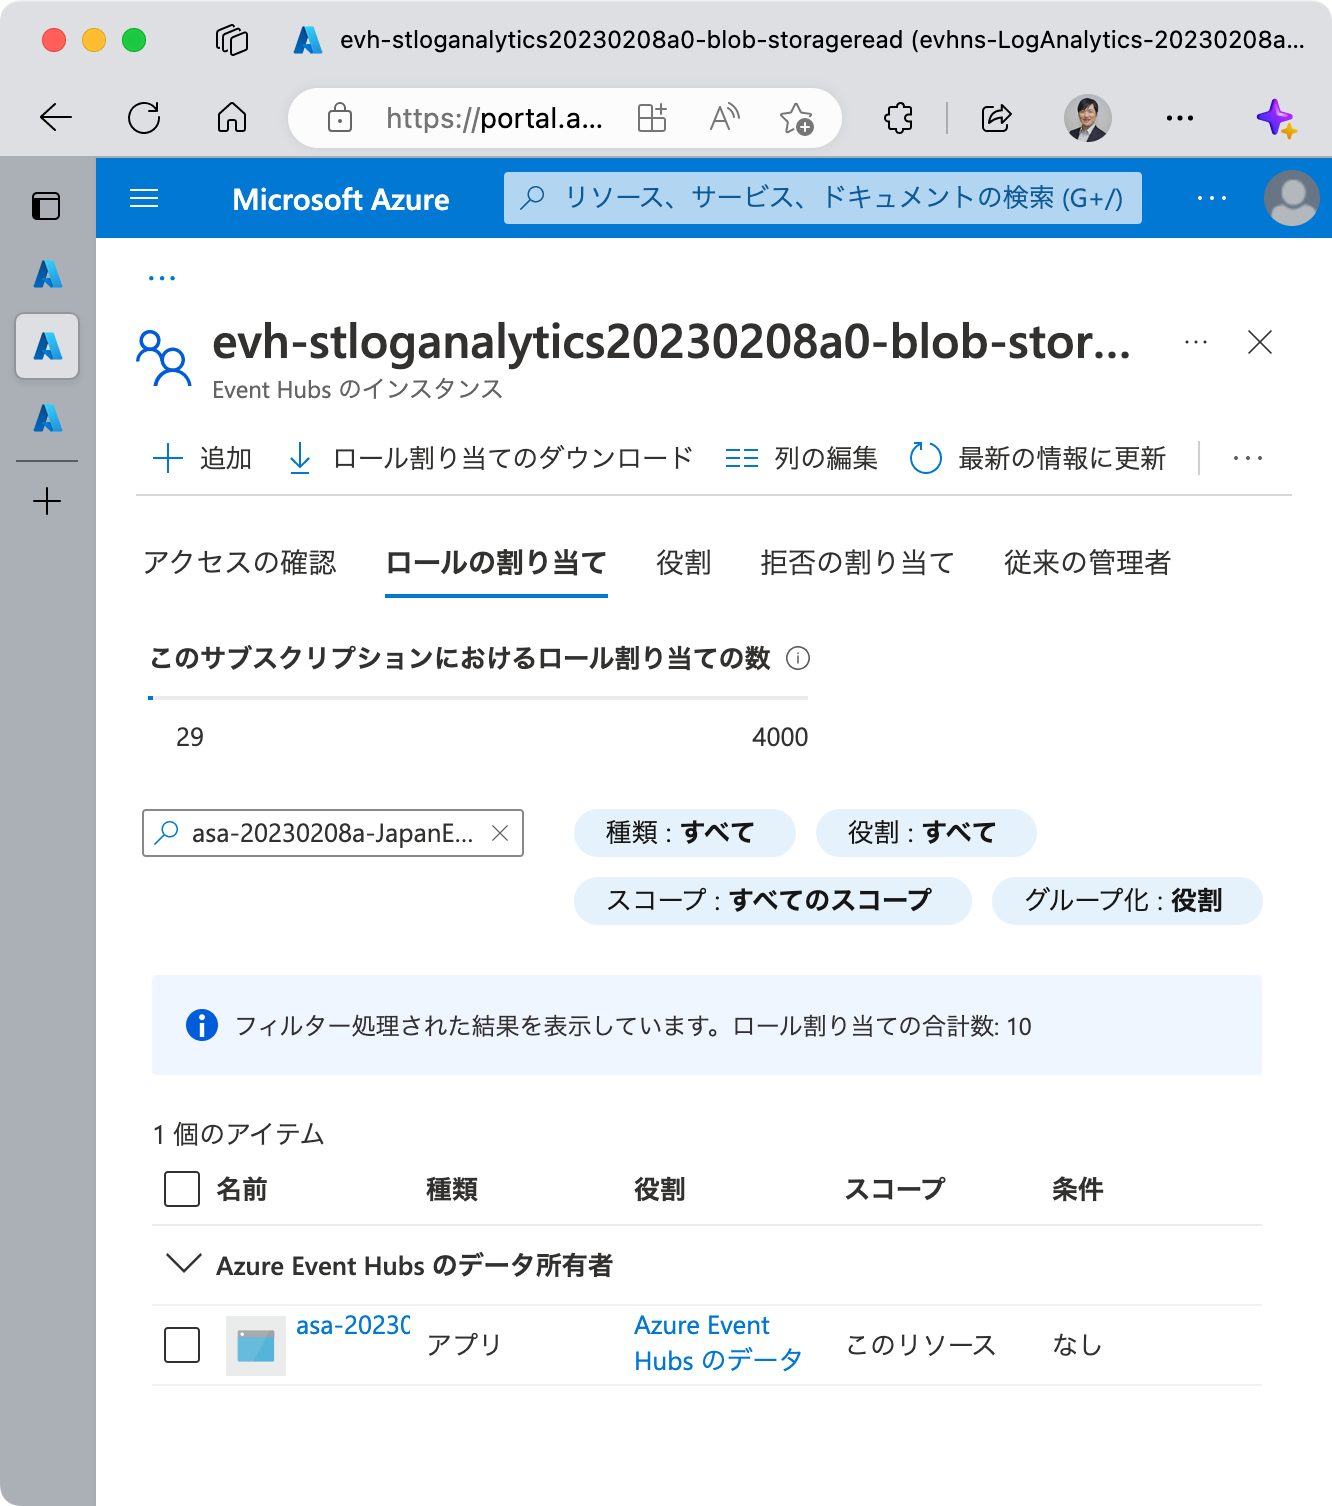 evh-stloganalytics20230208a0-blob-storageread (evhns-LogAnalytics-20230208a...
https://portal.a...
Microsoft Azure
リソース、サービス、ドキュメントの検索 (G+/)
evh-stloganalytics20230208a0-blob-stor...
Event Hubs のインスタンス
追加 ロール割り当てのダウンロード 列の編集 最新の情報に更新
アクセスの確認 ロールの割り当て 役割 拒否の割り当て 従来の管理者
このサブスクリプションにおけるロール割り当ての数
29 4000
asa-20230208a-JapanE... 種類 : すべて 役割 : すべて
スコープ : すべてのスコープ グループ化 : 役割
フィルター処理された結果を表示しています。ロール割り当ての合計数: 10
1 個のアイテム
名前 種類 役割 スコープ 条件
Azure Event Hubs のデータ所有者
asa-20230 アプリ Azure Event このリソース なし
Hubs のデータ